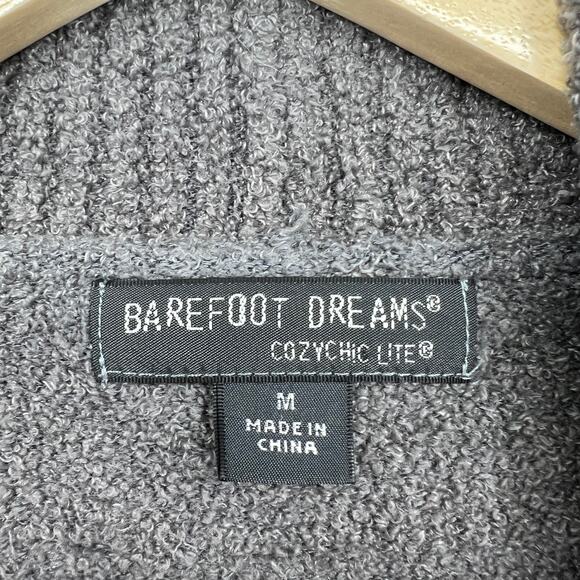 BAREFOOT DREAMS®
COZYCHIC LITE®
M
MADE IN
CHINA